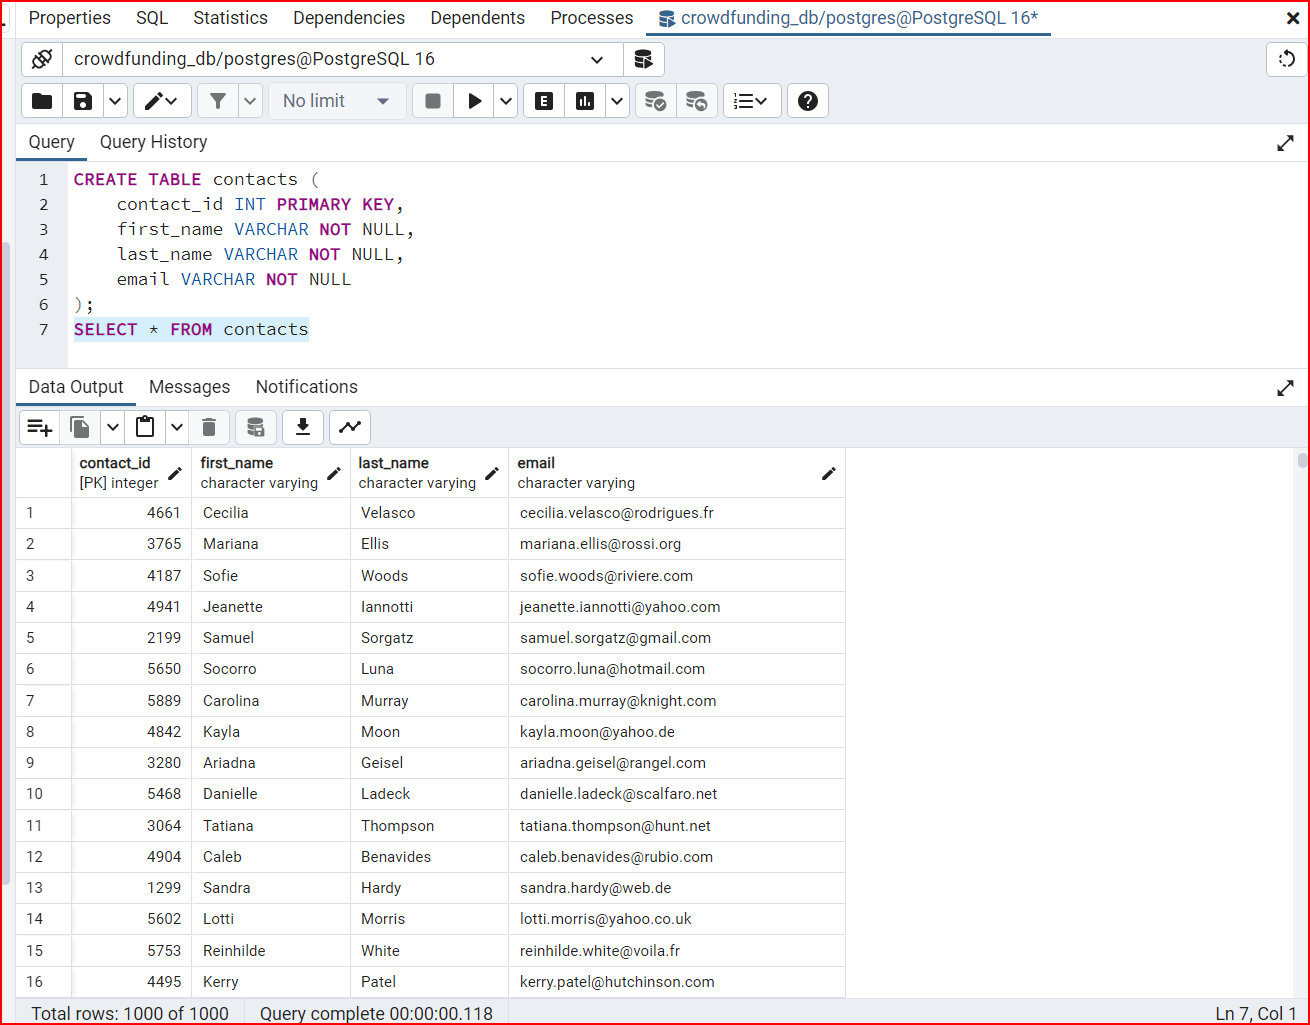 Properties SQL Statistics Dependencies Dependents Processes crowdfunding_db/postgres@PostgreSQL 16*
crowdfunding_db/postgres@PostgreSQL 16
No limit E
Query Query History
1 CREATE TABLE contacts (
2 contact_id INT PRIMARY KEY,
3 first_name VARCHAR NOT NULL,
4 last_name VARCHAR NOT NULL,
5 email VARCHAR NOT NULL
6 );
7 SELECT * FROM contacts
Data Output Messages Notifications
contact_id first_name last_name email
[PK] integer character varying character varying character varying
1 4661 Cecilia Velasco cecilia.velasco@rodrigues.fr
2 3765 Mariana Ellis mariana.ellis@rossi.org
3 4187 Sofie Woods sofie.woods@riviere.com
4 4941 Jeanette Iannotti jeanette.iannotti@yahoo.com
5 2199 Samuel Sorgatz samuel.sorgatz@gmail.com
6 5650 Socorro Luna socorro.luna@hotmail.com
7 5889 Carolina Murray carolina.murray@knight.com
8 4842 Kayla Moon kayla.moon@yahoo.de
9 3280 Ariadna Geisel ariadna.geisel@rangel.com
10 5468 Danielle Ladeck danielle.ladeck@scalfaro.net
11 3064 Tatiana Thompson tatiana.thompson@hunt.net
12 4904 Caleb Benavides caleb.benavides@rubio.com
13 1299 Sandra Hardy sandra.hardy@web.de
14 5602 Lotti Morris lotti.morris@yahoo.co.uk
15 5753 Reinhilde White reinhilde.white@voila.fr
16 4495 Kerry Patel kerry.patel@hutchinson.com
Total rows: 1000 of 1000 Query complete 00:00:00.118 Ln 7, Col 1